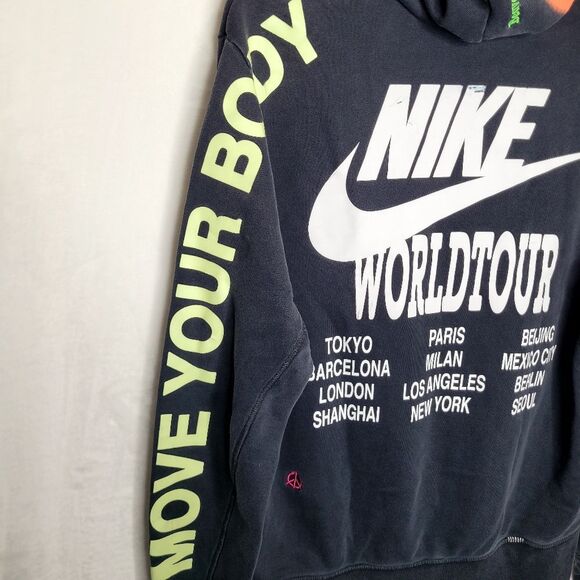 MOVE YOUR BODY
NIKE
WORLDTOUR
TOKYO
BARCELONA
LONDON
SHANGHAI
PARIS
MILAN
LOS ANGELES
NEW YORK
BEIJING
MEXICO CITY
BERLIN
SEOUL